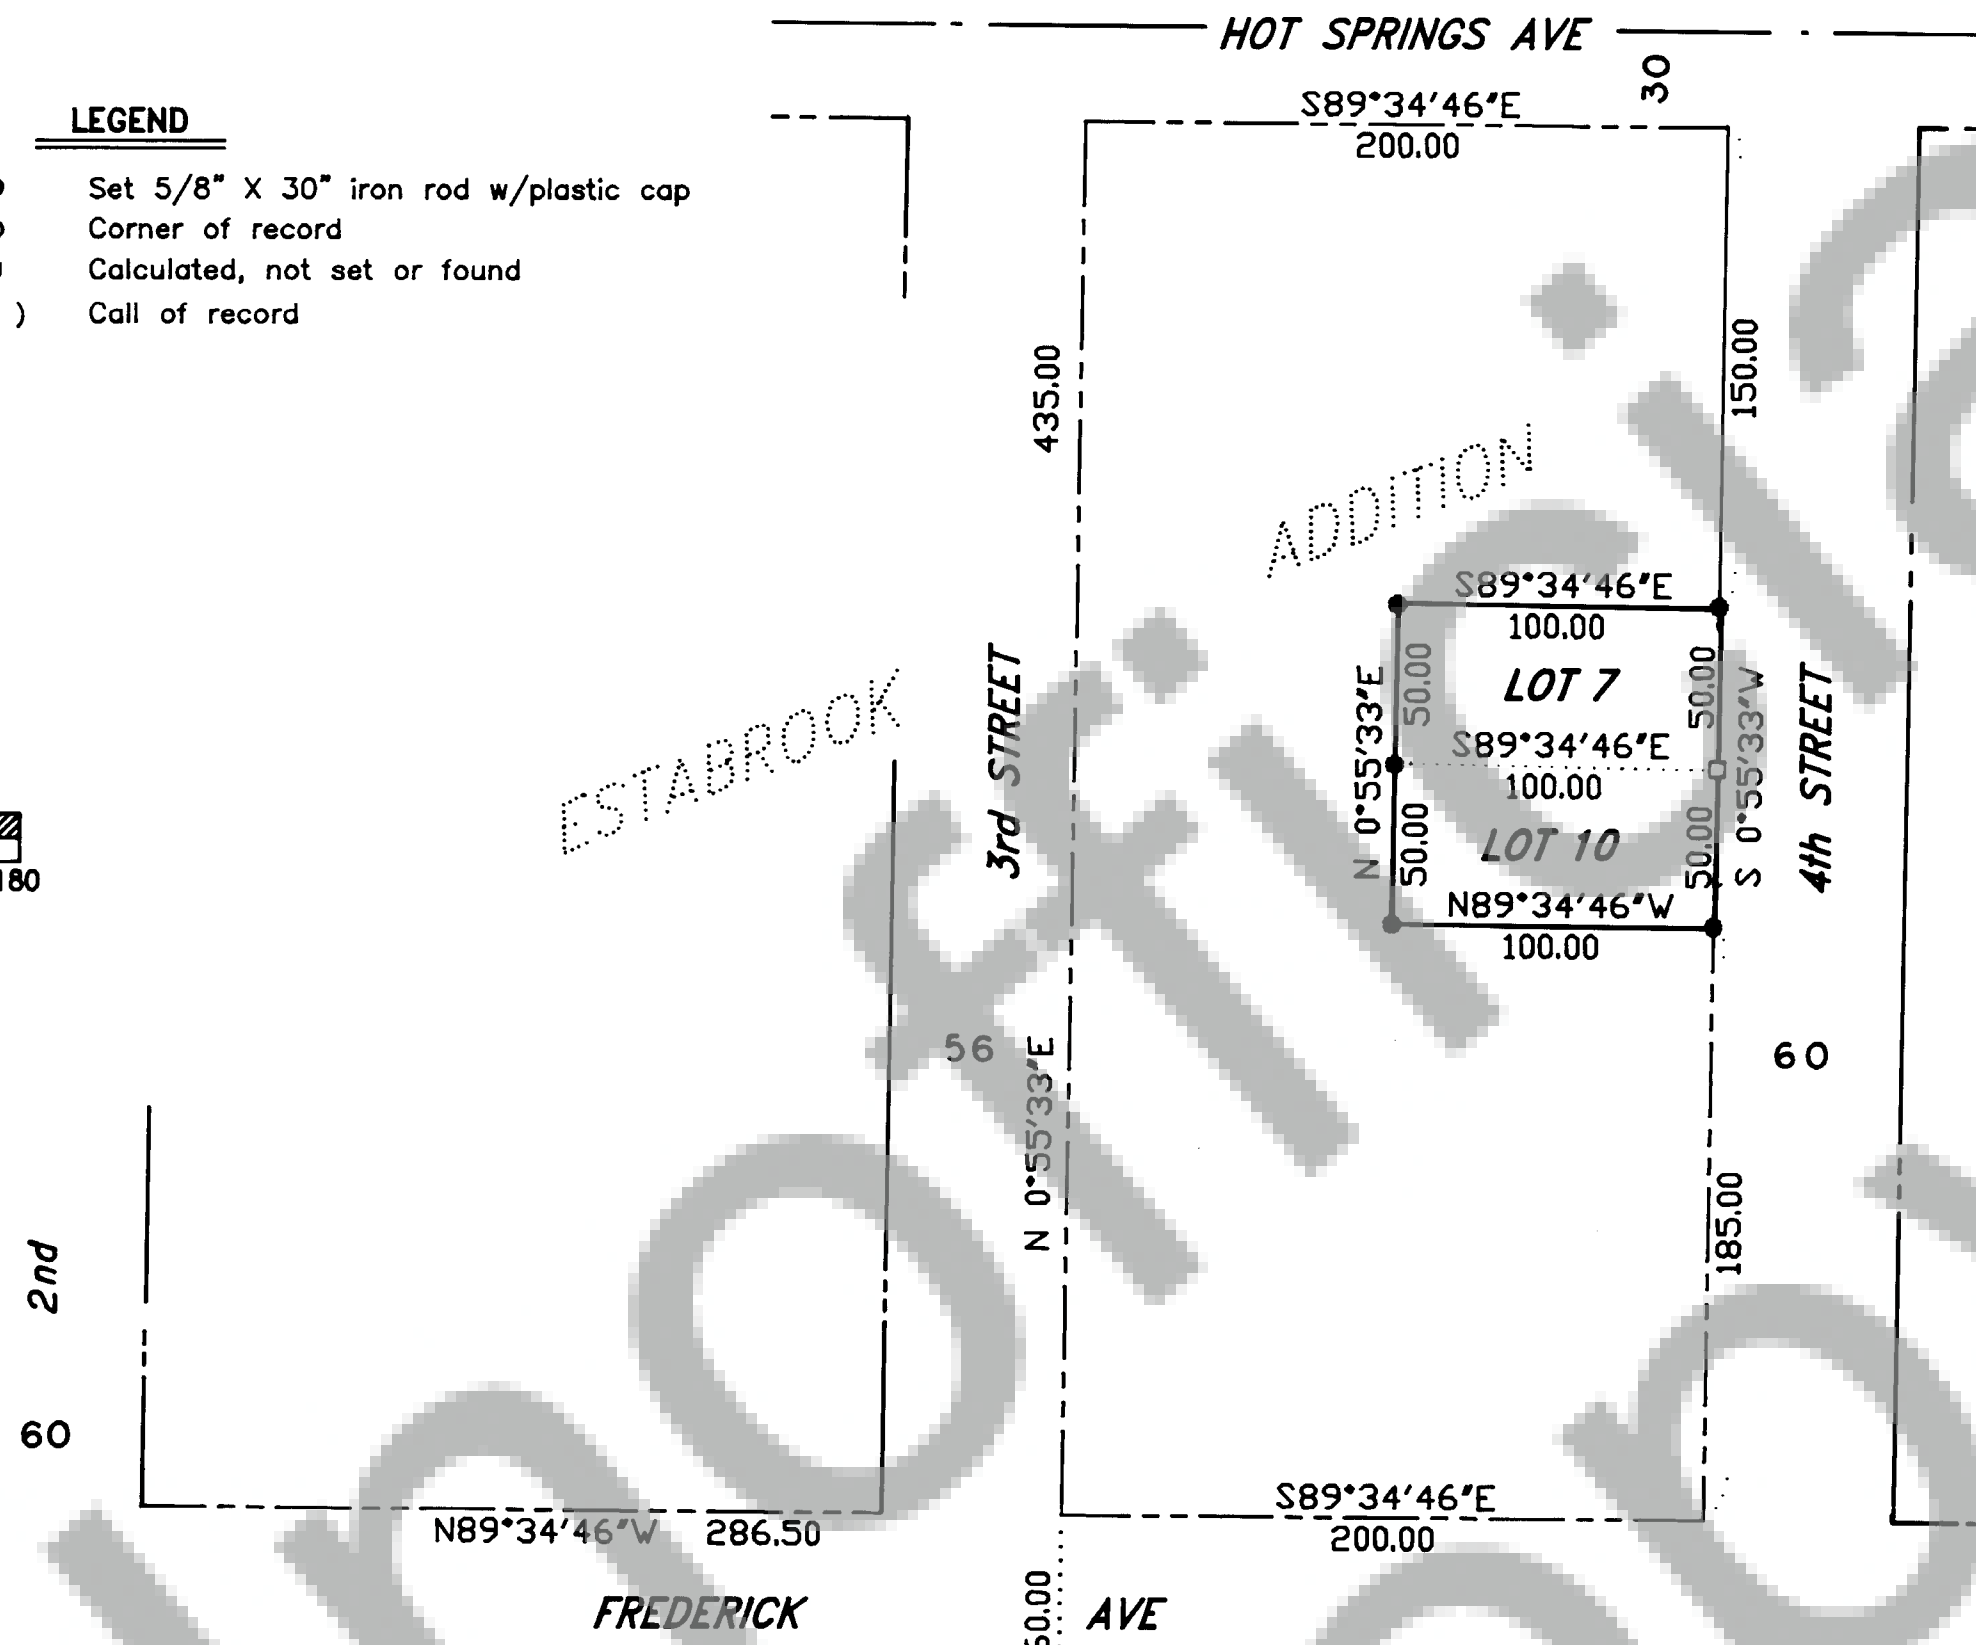 HOT SPRINGS AVE
30
LEGEND
Set 5/8" X 30" iron rod w/plastic cap
Corner of record
Calculated, not set or found
) Call of record
S89°34'46"E
200.00
435.00
150.00
ADDITION
ESTABROOK
3rd STREET
S89°34'46"E
100.00
LOT 7
N 0°55'33"E
50.00
50.00
S 0°55'33"W
4th STREET
S89°34'46"E
100.00
LOT 10
50.00
50.00
N89°34'46"W
100.00
180
56
N 0°55'33"E
60
185.00
2nd
60
N89°34'46"W 286.50
S89°34'46"E
200.00
FREDERICK AVE